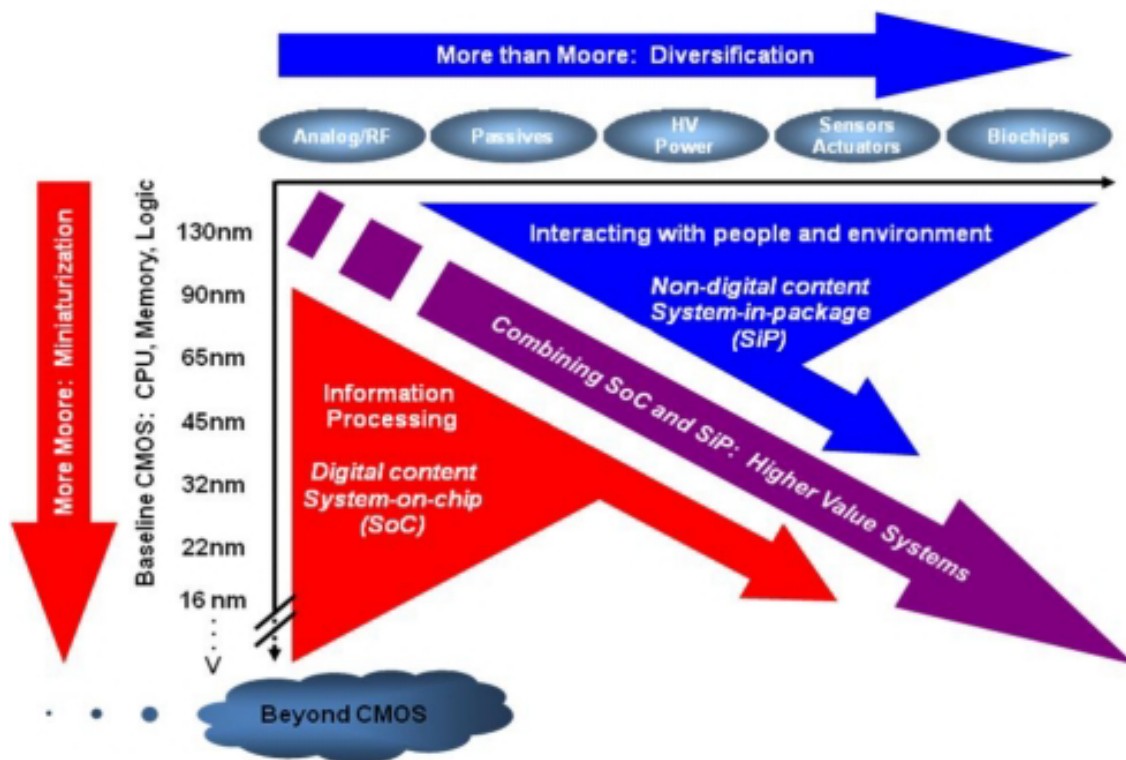 More than Moore: Diversification
Analog/RF
Passives
HV
Power
Sensors
Actuators
Biochips
More Moore: Miniaturization
Baseline CMOS: CPU, Memory, Logic
130nm
90nm
65nm
45nm
32nm
22nm
16 nm
V
Interacting with people and environment
Non-digital content
System-in-package
(SiP)
Combining SoC and SiP: Higher Value Systems
Information
Processing
Digital content
System-on-chip
(SoC)
Beyond CMOS